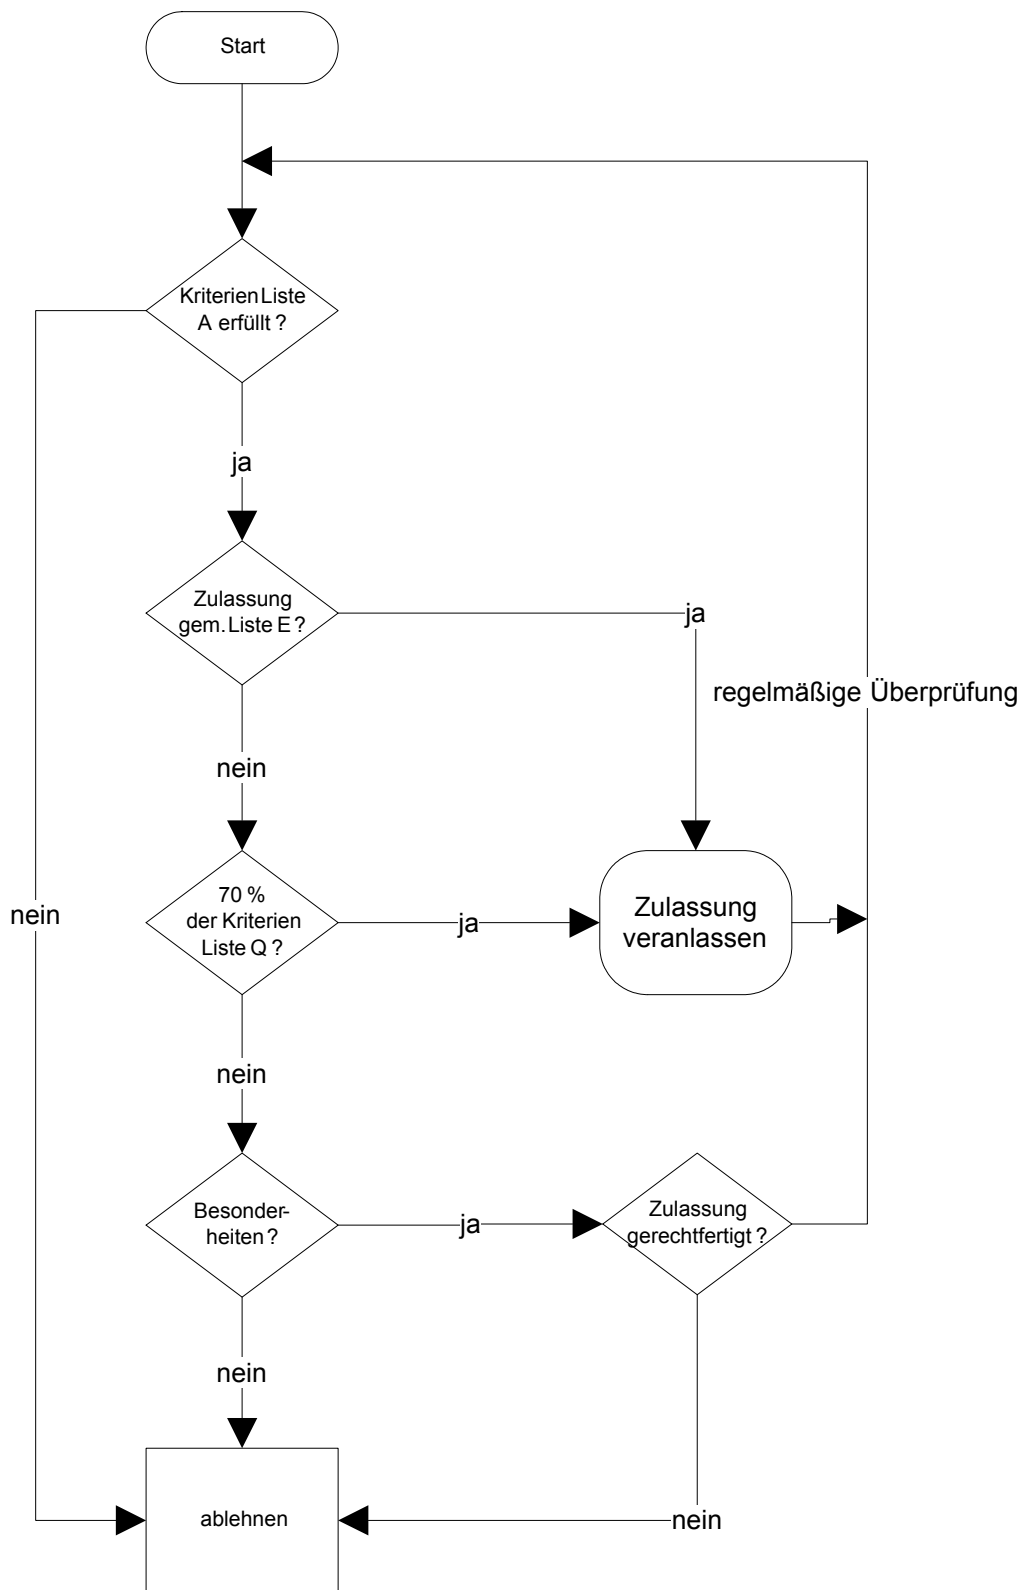 Start
Kriterien Liste
A erfüllt ?
ja
Zulassung
gem. Liste E ?
ja
regelmäßige Überprüfung
nein
70 %
der Kriterien
Liste Q ?
nein
ja
Zulassung
veranlassen
nein
Besonder-
heiten ?
ja
Zulassung
gerechtfertigt ?
nein
ablehnen
nein